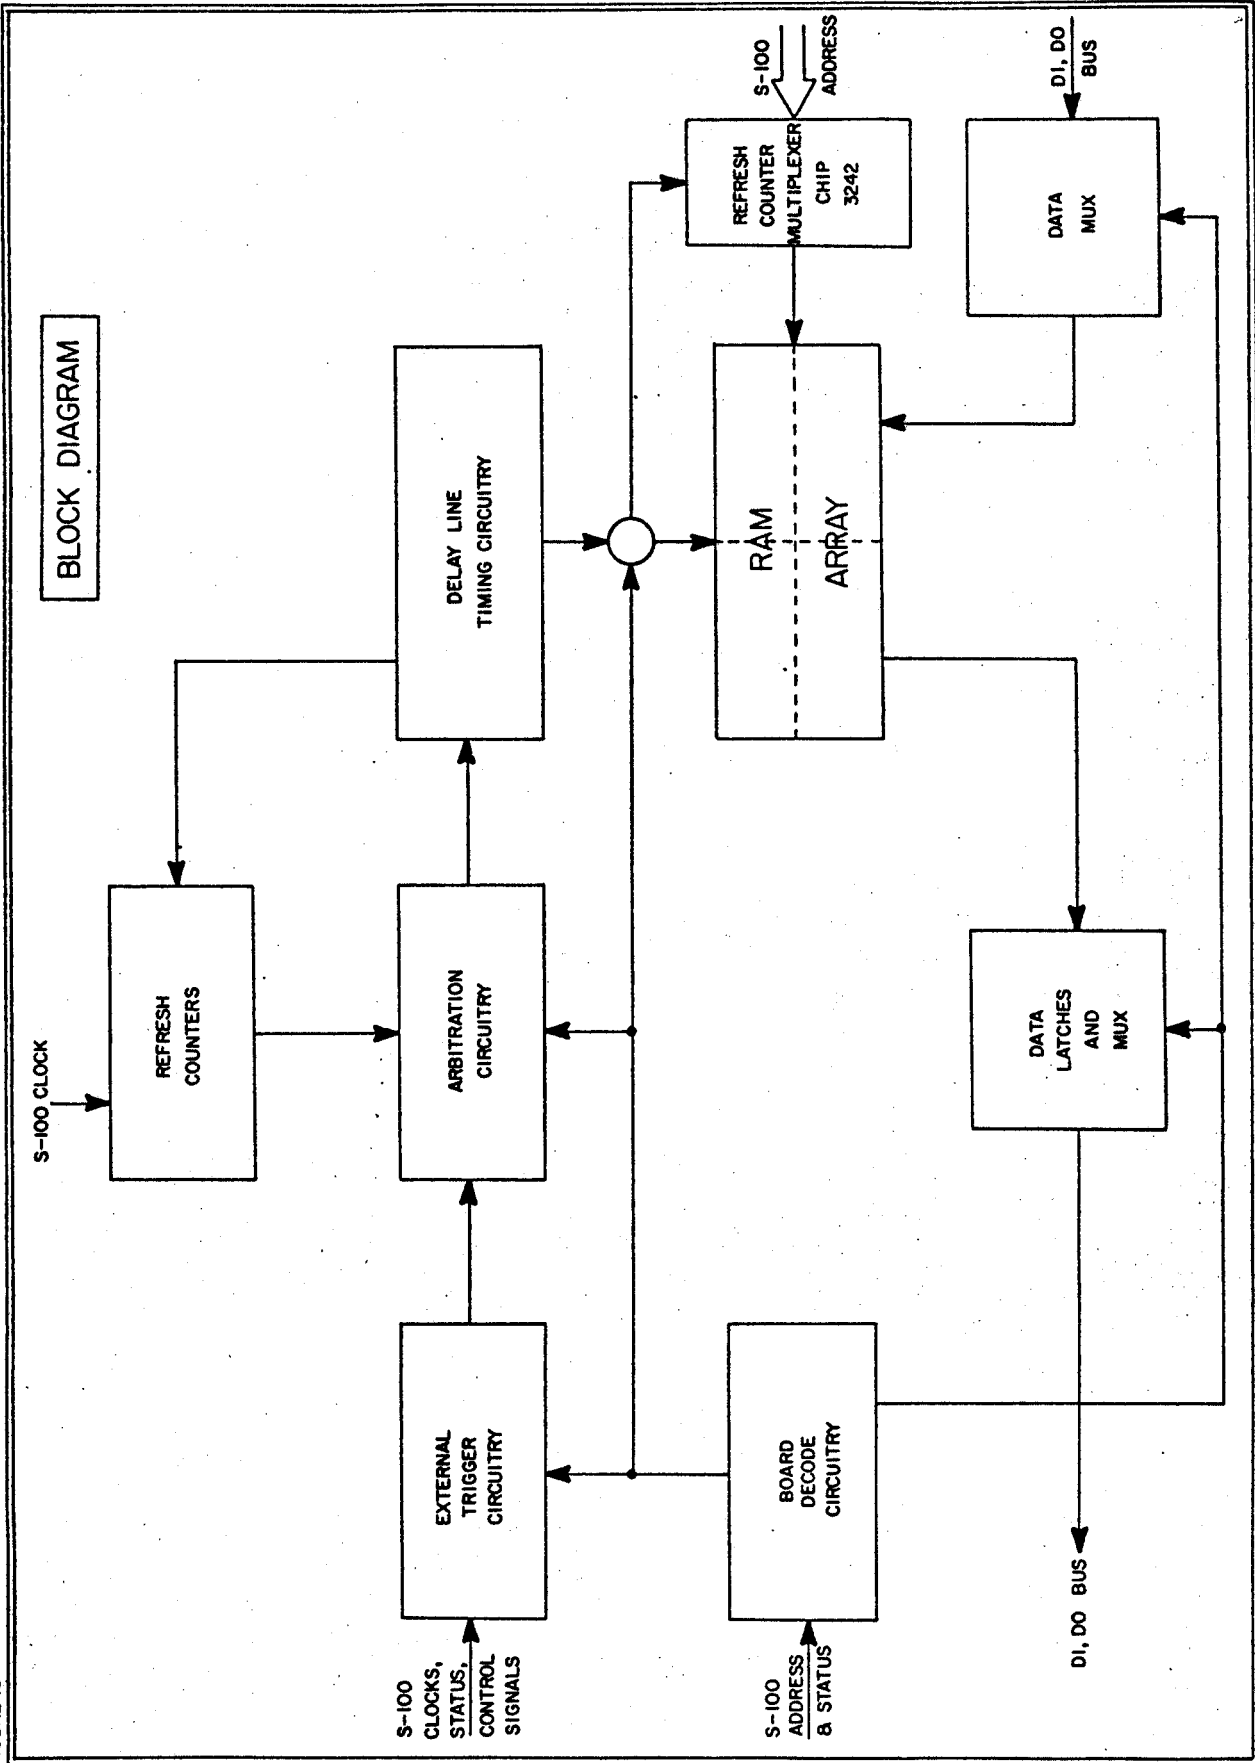 BLOCK DIAGRAM
S-100 CLOCK
REFRESH
COUNTERS
S-100
CLOCKS,
STATUS,
CONTROL
SIGNALS
EXTERNAL
TRIGGER
CIRCUITRY
ARBITRATION
CIRCUITRY
DELAY LINE
TIMING CIRCUITRY
S-100
ADDRESS
& STATUS
BOARD
DECODE
CIRCUITRY
RAM
ARRAY
REFRESH
COUNTER
MULTIPLEXER
CHIP
3242
S-100
ADDRESS
DI, DO BUS
DATA
LATCHES
AND
MUX
DATA
MUX
DI, DO
BUS